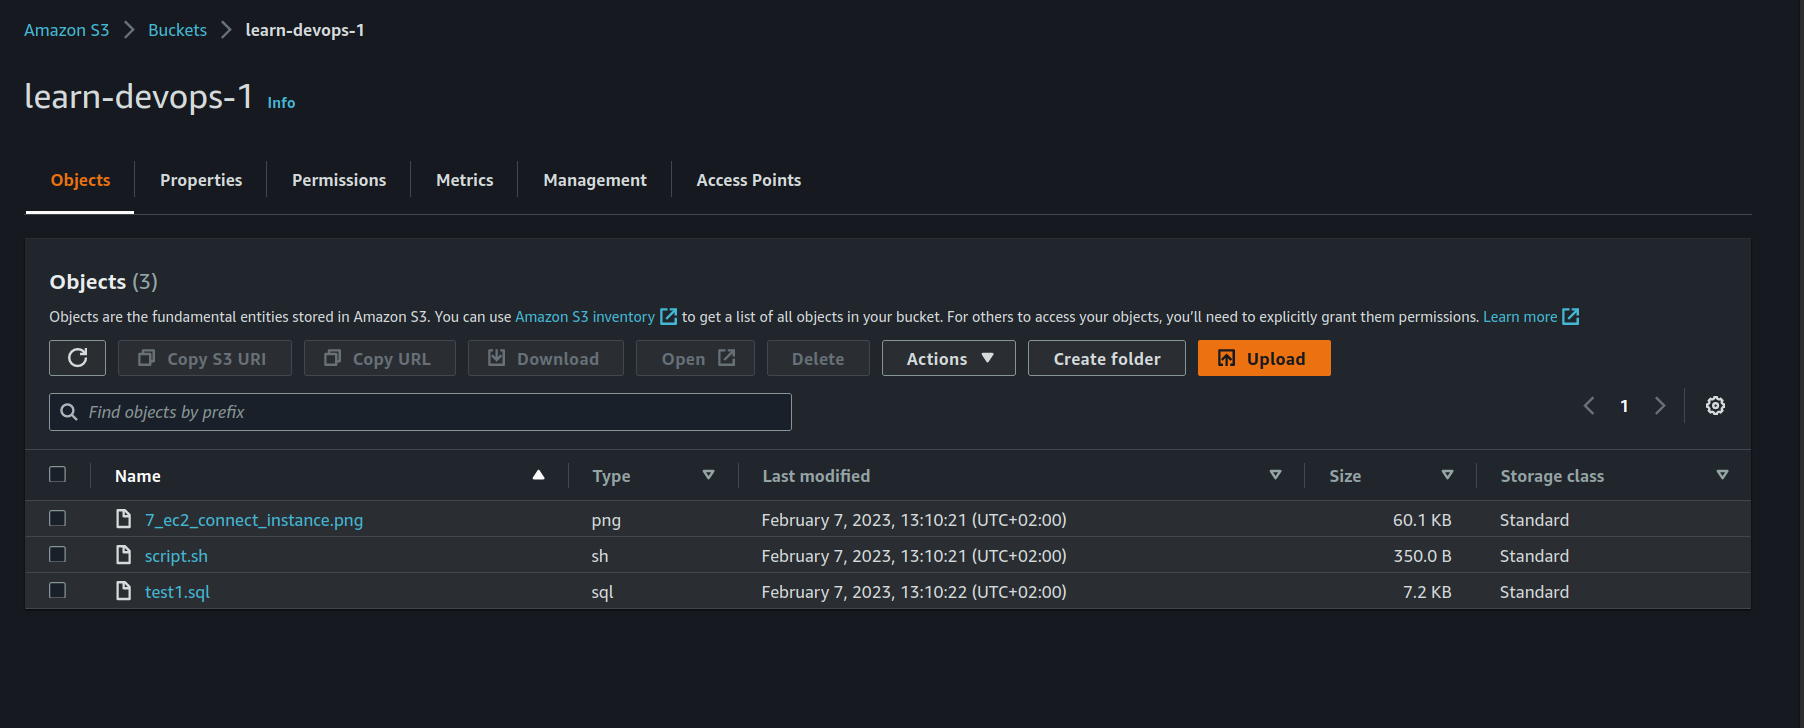 Amazon S3 > Buckets > learn-devops-1
learn-devops-1 Info
Objects Properties Permissions Metrics Management Access Points
Objects (3)
Objects are the fundamental entities stored in Amazon S3. You can use Amazon S3 inventory to get a list of all objects in your bucket. For others to access your objects, you’ll need to explicitly grant them permissions. Learn more
Copy S3 URI Copy URL Download Open Delete Actions Create folder Upload
Find objects by prefix 1
Name Type Last modified Size Storage class
7_ec2_connect_instance.png png February 7, 2023, 13:10:21 (UTC+02:00) 60.1 KB Standard
script.sh sh February 7, 2023, 13:10:21 (UTC+02:00) 350.0 B Standard
test1.sql sql February 7, 2023, 13:10:22 (UTC+02:00) 7.2 KB Standard